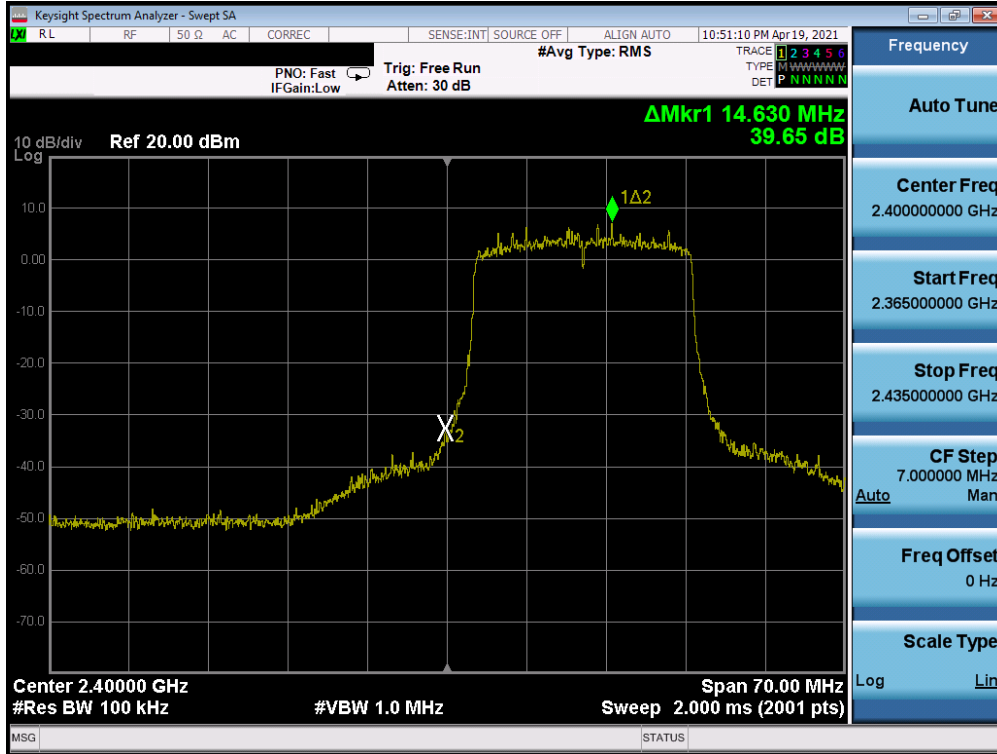 Keysight Spectrum Analyzer - Swept SA
LXI RL RF 50 Ω AC CORREC SENSE:INT SOURCE OFF ALIGN AUTO 10:51:10 PM Apr 19, 2021
#Avg Type: RMS
TRACE 1 2 3 4 5 6
TYPE M WWWWW
DET P N N N N N
PNO: Fast
IFGain:Low
Trig: Free Run
Atten: 30 dB
ΔMkr1 14.630 MHz
39.65 dB
10 dB/div Ref 20.00 dBm
Log
10.0
0.00
-10.0
-20.0
-30.0
-40.0
-50.0
-60.0
-70.0
1Δ2
X2
Center 2.40000 GHz
Span 70.00 MHz
#Res BW 100 kHz
#VBW 1.0 MHz
Sweep 2.000 ms (2001 pts)
MSG
STATUS
Frequency
Auto Tune
Center Freq
2.400000000 GHz
Start Freq
2.365000000 GHz
Stop Freq
2.435000000 GHz
CF Step
7.000000 MHz
Auto Man
Freq Offset
0 Hz
Scale Type
Log Lin